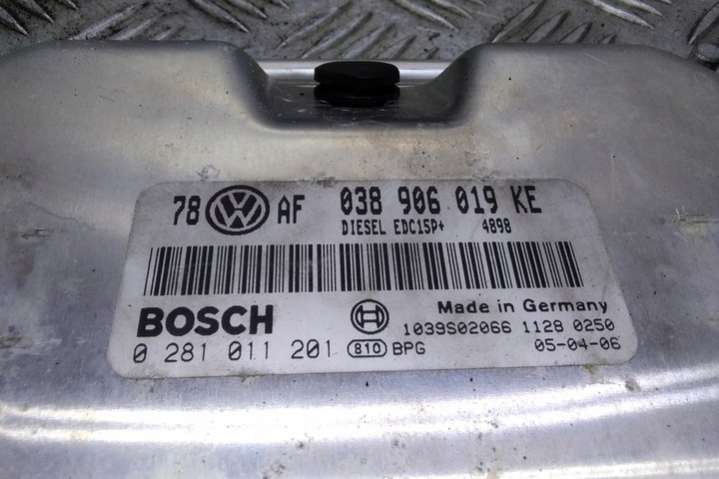 78 VW AF 038 906 019 KE
DIESEL EDC15P+ 4898
BOSCH Made in Germany
1039S02066 1128 0250
0 281 011 201 810 BPG 05-04-06